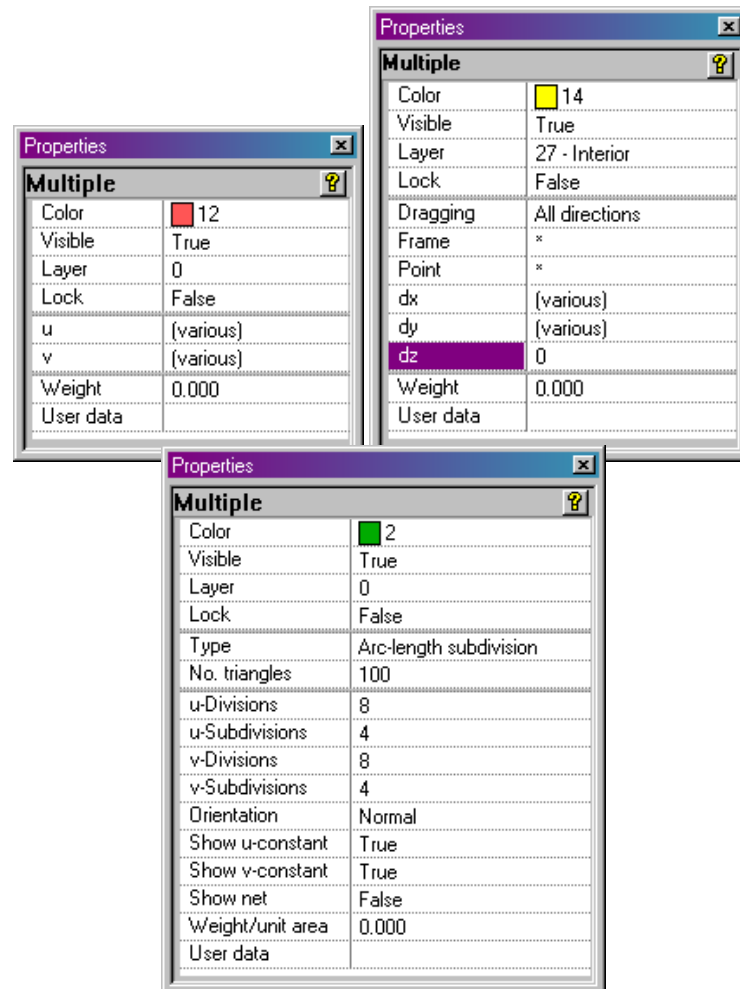 Properties
Multiple
Color 12
Visible True
Layer 0
Lock False
u (various)
v (various)
Weight 0.000
User data
Properties
Multiple
Color 14
Visible True
Layer 27 - Interior
Lock False
Dragging All directions
Frame *
Point *
dx (various)
dy (various)
dz 0
Weight 0.000
User data
Properties
Multiple
Color 2
Visible True
Layer 0
Lock False
Type Arc-length subdivision
No. triangles 100
u-Divisions 8
u-Subdivisions 4
v-Divisions 8
v-Subdivisions 4
Orientation Normal
Show u-constant True
Show v-constant True
Show net False
Weight/unit area 0.000
User data